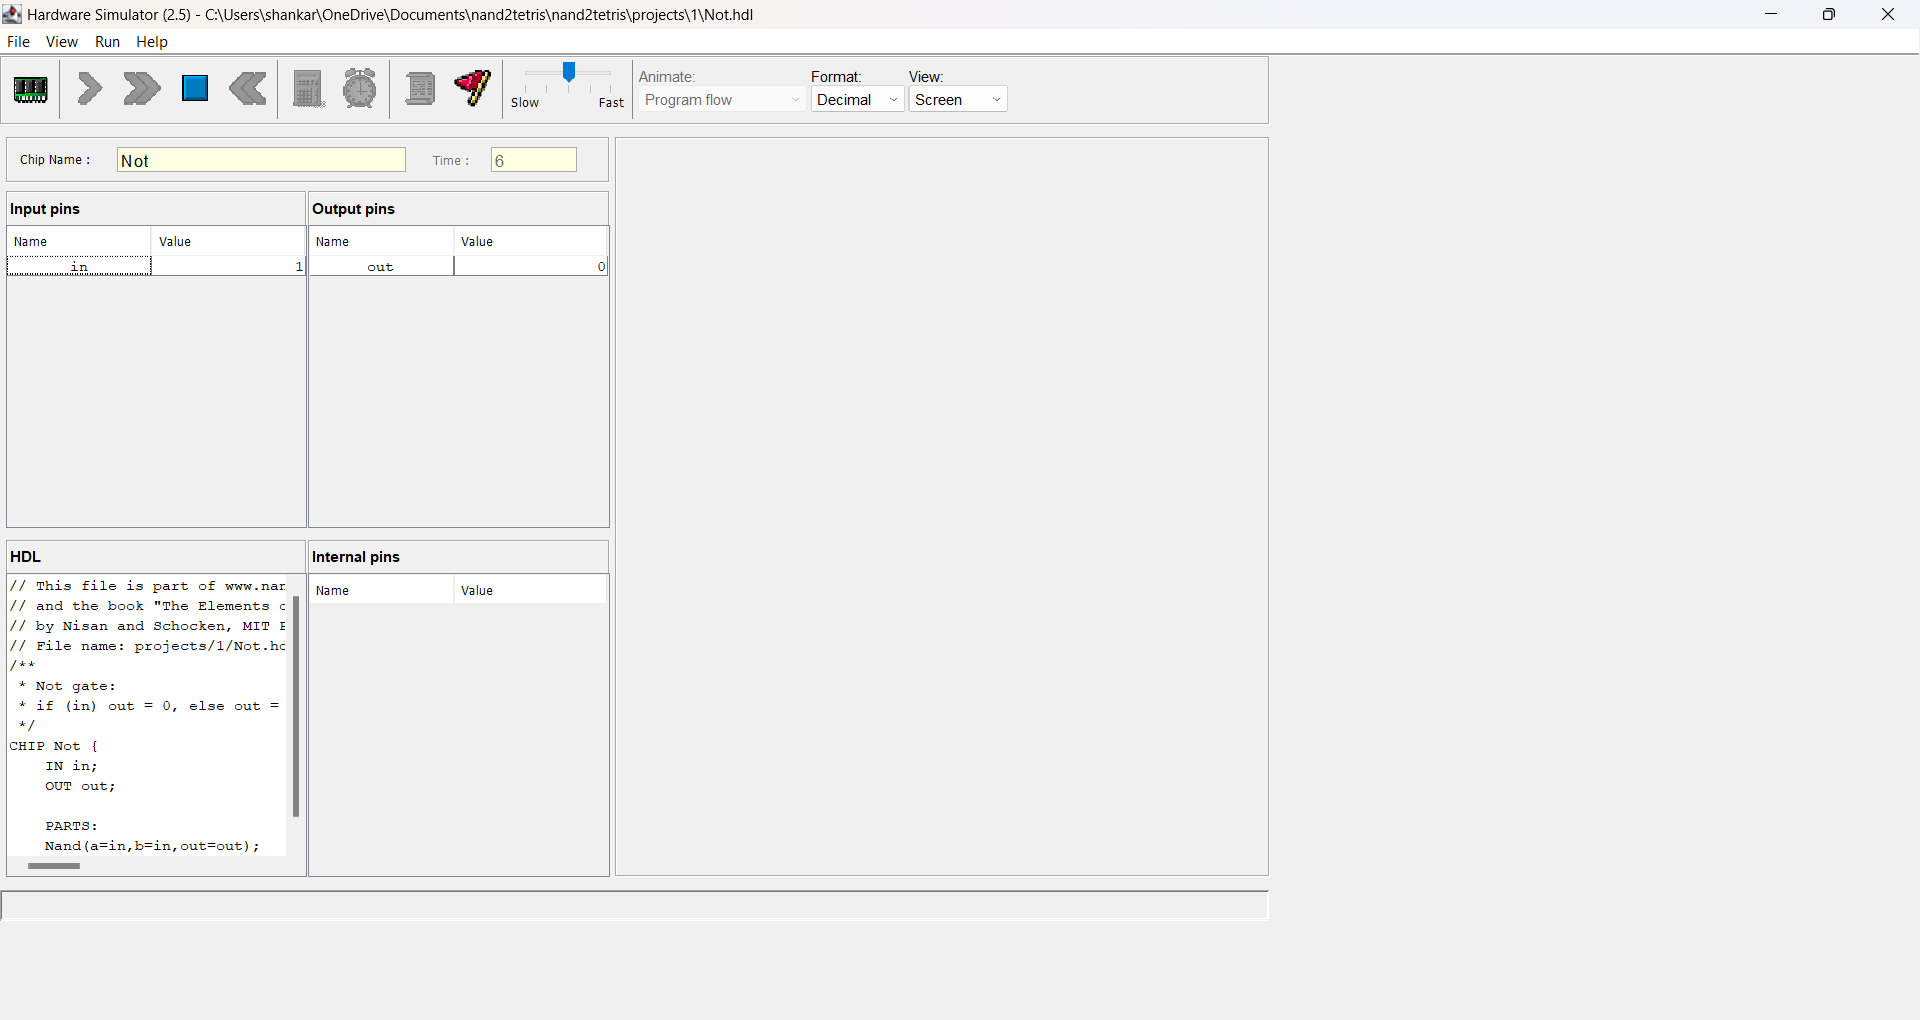 Hardware Simulator (2.5) - C:\Users\shankar\OneDrive\Documents\nand2tetris\nand2tetris\projects\1\Not.hdl
File View Run Help
Slow Fast
Animate: Format: View:
Program flow Decimal Screen
Chip Name : Not Time : 6
Input pins Output pins
Name Value Name Value
in 1 out 0
HDL Internal pins
Name Value
// This file is part of www.nan
// and the book "The Elements o
// by Nisan and Schocken, MIT P
// File name: projects/1/Not.hd
/**
* Not gate:
* if (in) out = 0, else out =
*/
CHIP Not {
IN in;
OUT out;
PARTS:
Nand(a=in,b=in,out=out);